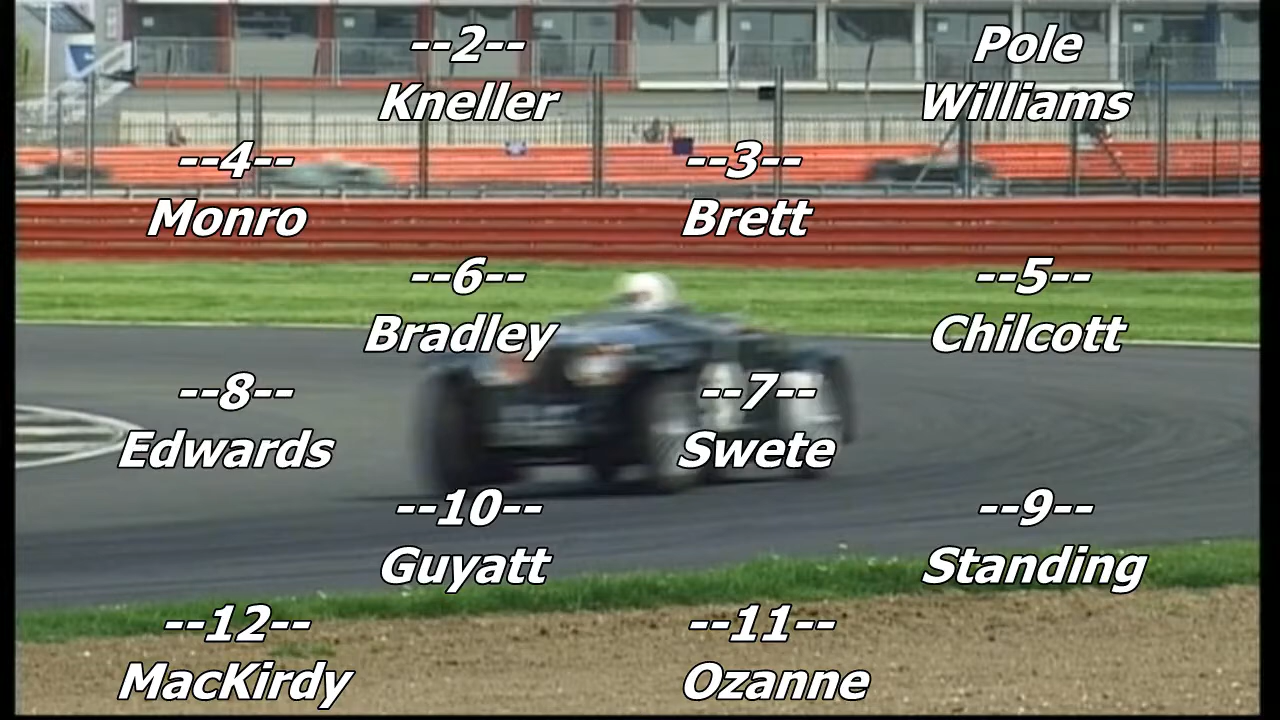 --2-- Pole
Kneller Williams
--4-- --3--
Monro Brett
--6-- --5--
Bradley Chilcott
--8-- --7--
Edwards Swete
--10-- --9--
Guyatt Standing
--12-- --11--
MacKirdy Ozanne